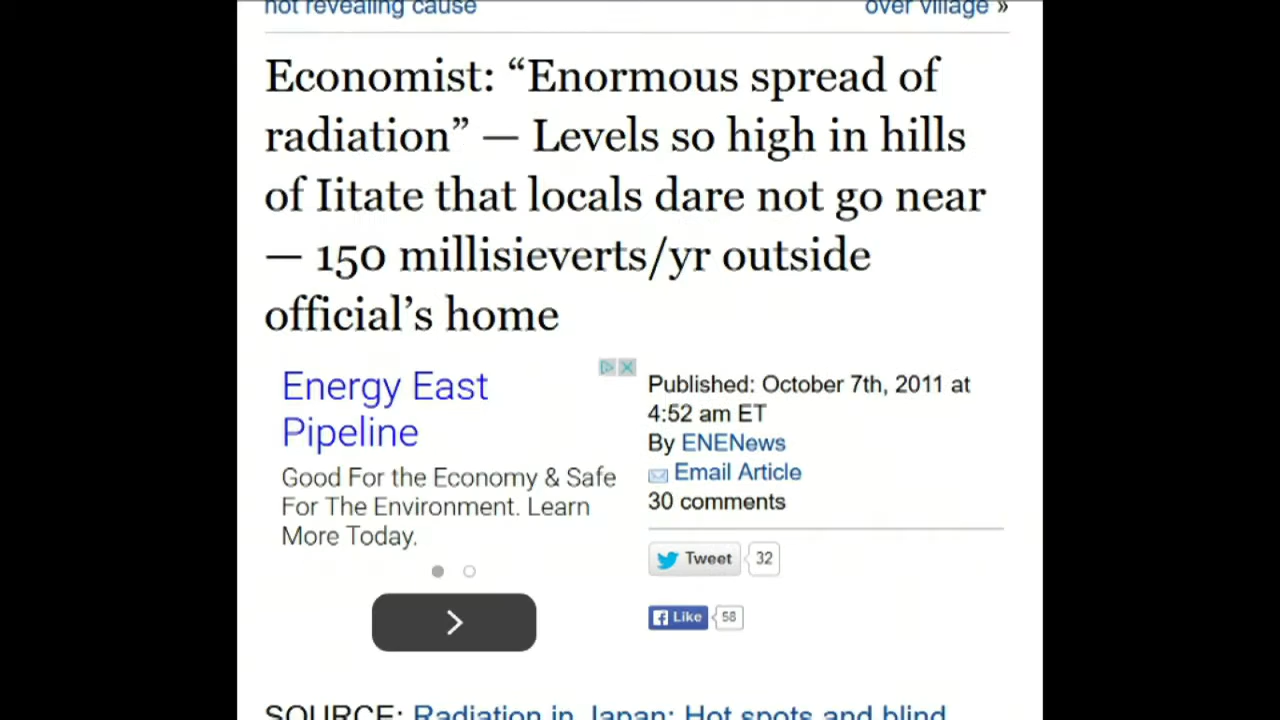 not revealing cause
over village »
Economist: “Enormous spread of
radiation” — Levels so high in hills
of Iitate that locals dare not go near
— 150 millisieverts/yr outside
official’s home
Energy East
Pipeline
Good For the Economy & Safe
For The Environment. Learn
More Today.
Published: October 7th, 2011 at
4:52 am ET
By ENENews
Email Article
30 comments
Tweet 32
Like 58
SOURCE: Radiation in Japan: Hot spots and blind